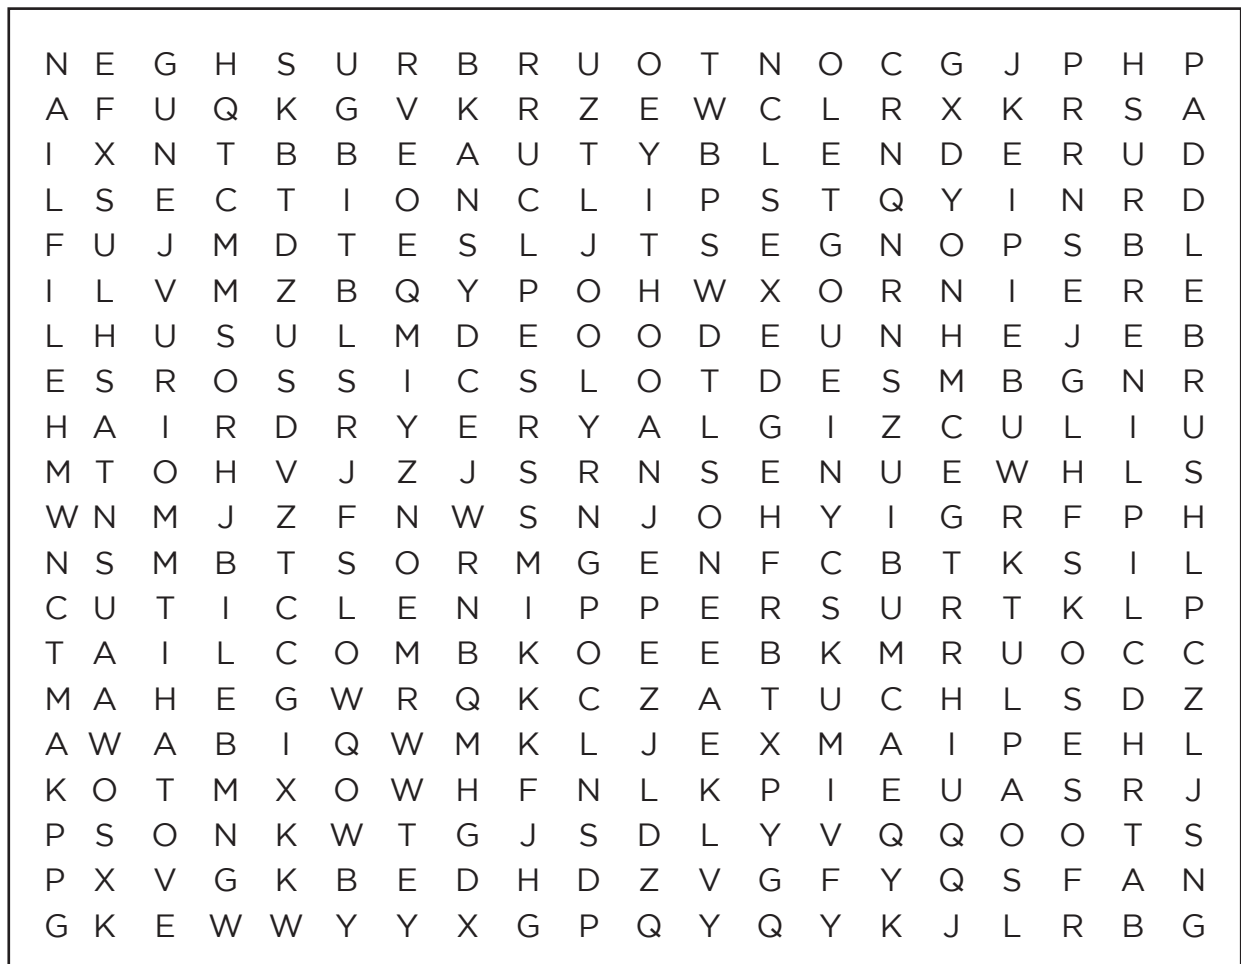 N E G H S U R B R U O T N O C G J P H P
A F U Q K G V K R Z E W C L R X K R S A
I X N T B B E A U T Y B L E N D E R U D
L S E C T I O N C L I P S T Q Y I N R D
F U J M D T E S L J T S E G N O P S B L
I L V M Z B Q Y P O H W X O R N I E R E
L H U S U L M D E O O D E U N H E J E B
E S R O S S I C S L O T D E S M B G N R
H A I R D R Y E R Y A L G I Z C U L I U
M T O H V J Z J S R N S E N U E W H L S
W N M J Z F N W S N J O H Y I G R F P H
N S M B T S O R M G E N F C B T K S I L
C U T I C L E N I P P E R S U R T K L P
T A I L C O M B K O E E B K M R U O C C
M A H E G W R Q K C Z A T U C H L S D Z
A W A B I Q W M K L J E X M A I P E H L
K O T M X O W H F N L K P I E U A S R J
P S O N K W T G J S D L Y V Q Q O O T S
P X V G K B E D H D Z V G F Y Q S F A N
G K E W W Y Y X G P Q Y Q Y K J L R B G